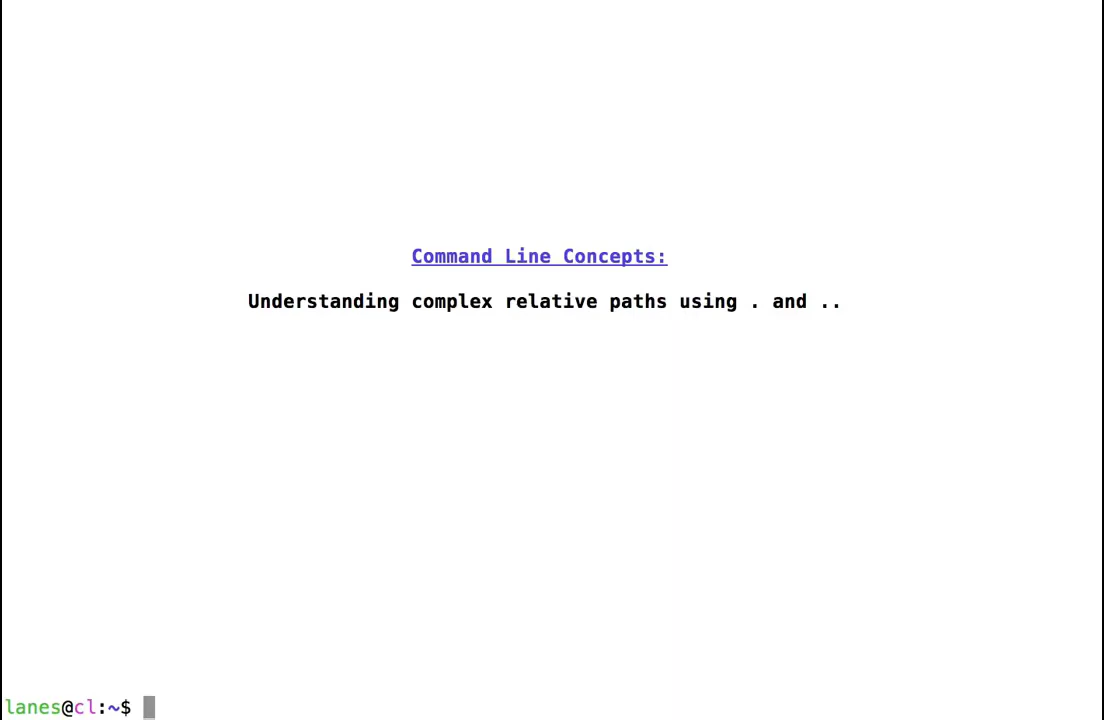 Command Line Concepts:
Understanding complex relative paths using . and ..
lanes@cl:~$